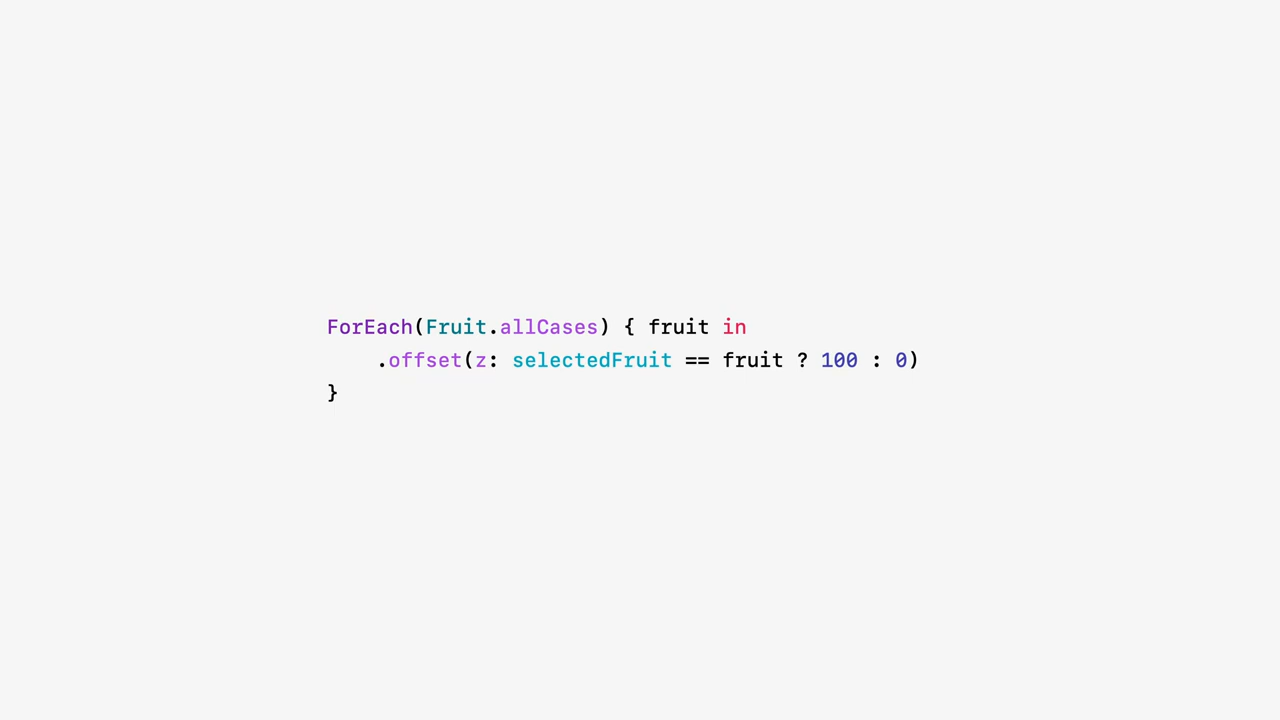 ForEach(Fruit.allCases) { fruit in
    .offset(z: selectedFruit == fruit ? 100 : 0)
}